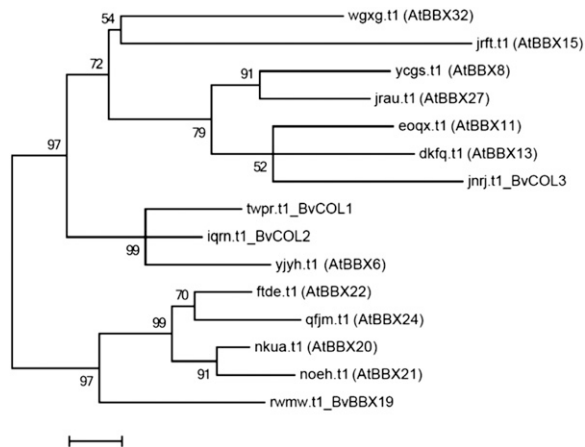 54
wgxg.t1 (AtBBX32)
jrft.t1 (AtBBX15)
72
91
ycgs.t1 (AtBBX8)
jrau.t1 (AtBBX27)
79
eoqx.t1 (AtBBX11)
97
dkfq.t1 (AtBBX13)
52
jnrj.t1_BvCOL3
twpr.t1_BvCOL1
iqrn.t1_BvCOL2
99
yjyh.t1 (AtBBX6)
70
ftde.t1 (AtBBX22)
qfjm.t1 (AtBBX24)
99
nkua.t1 (AtBBX20)
91
noeh.t1 (AtBBX21)
97
rwmw.t1_BvBBX19